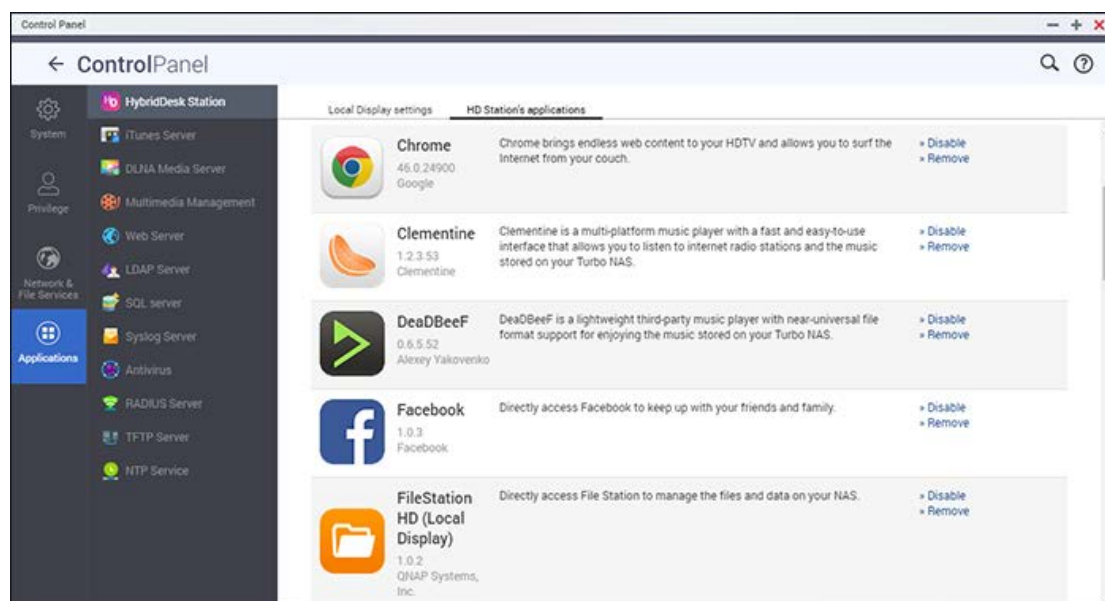 Control Panel
ControlPanel
System
Privilege
Network &
File Services
Applications
HybridDesk Station
iTunes Server
DLNA Media Server
Multimedia Management
Web Server
LDAP Server
SQL server
Syslog Server
Antivirus
RADIUS Server
TFTP Server
NTP Service
Local Display settings
HD Station's applications
Chrome
46.0.24900
Google
Chrome brings endless web content to your HDTV and allows you to surf the
Internet from your couch.
» Disable
» Remove
Clementine
1.2.3.53
Clementine
Clementine is a multi-platform music player with a fast and easy-to-use
interface that allows you to listen to internet radio stations and the music
stored on your Turbo NAS.
» Disable
» Remove
DeaDBeeF
0.6.5.52
Alexey Yakovenko
DeaDBeeF is a lightweight third-party music player with near-universal file
format support for enjoying the music stored on your Turbo NAS.
» Disable
» Remove
Facebook
1.0.3
Facebook
Directly access Facebook to keep up with your friends and family.
» Disable
» Remove
FileStation
HD (Local
Display)
1.0.2
QNAP Systems,
Inc.
Directly access File Station to manage the files and data on your NAS.
» Disable
» Remove